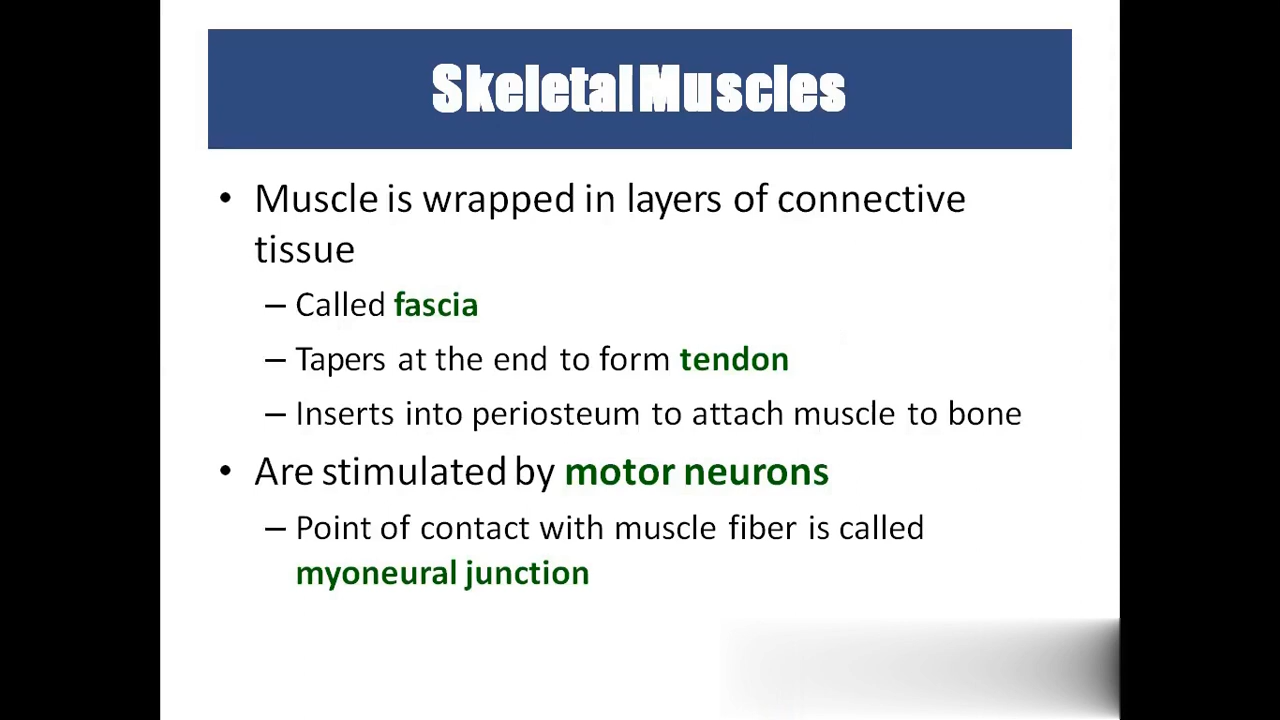 Skeletal Muscles
• Muscle is wrapped in layers of connective
tissue
– Called fascia
– Tapers at the end to form tendon
– Inserts into periosteum to attach muscle to bone
• Are stimulated by motor neurons
– Point of contact with muscle fiber is called
myoneural junction